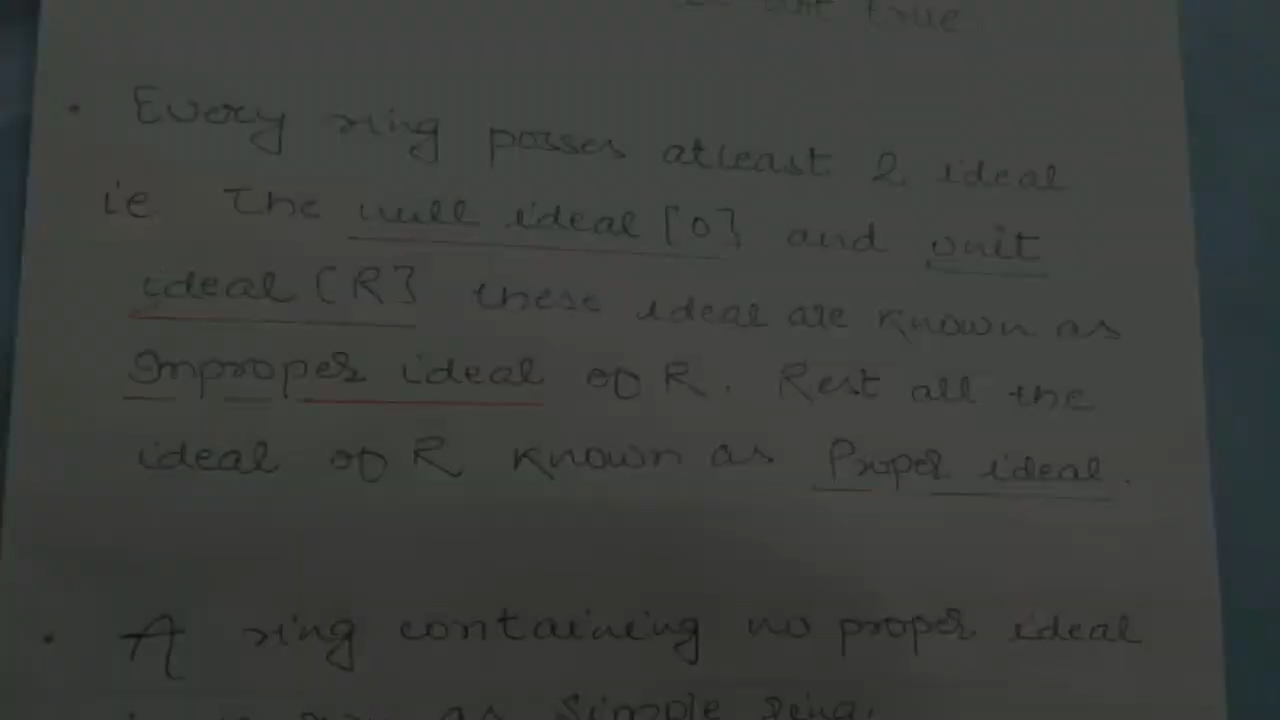 true
• Every ring posses atleast 2 ideal
ie the null ideal [0] and unit
ideal [R] these ideal are known as
Improper ideal of R. Rest all the
ideal of R known as Proper ideal.
• A ring containing no proper ideal
as simple ring.